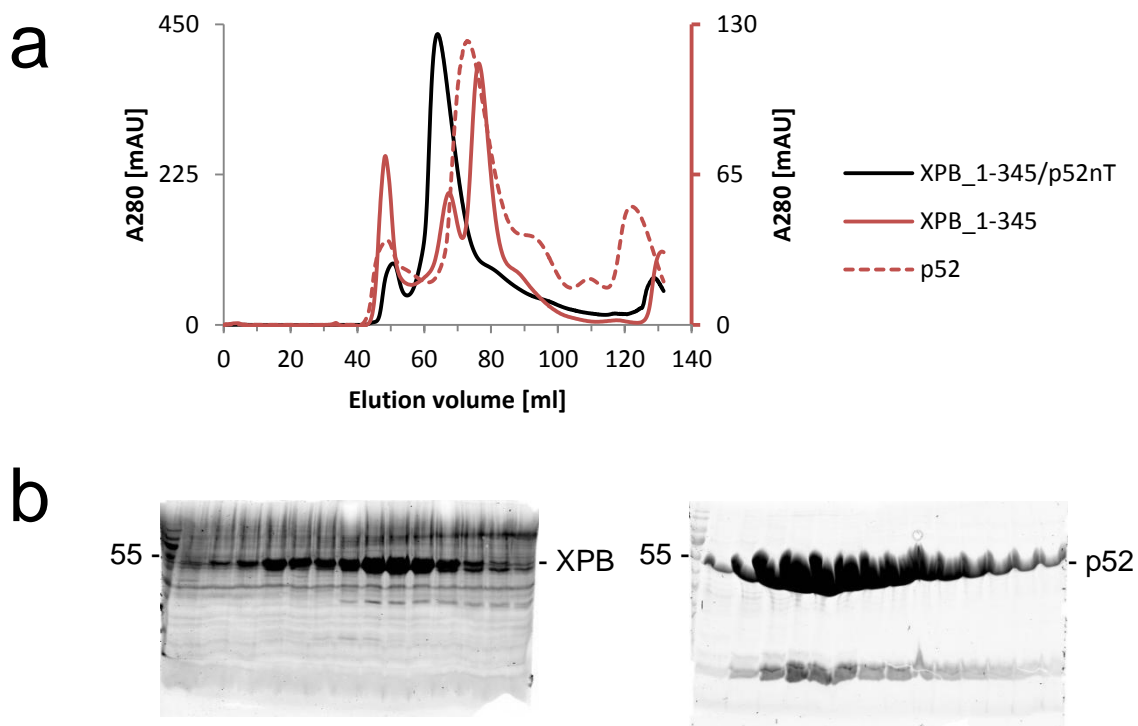 a
450
225
0
A280 [mAU]
130
65
0
A280 [mAU]
0 20 40 60 80 100 120 140
Elution volume [ml]
XPB_1-345/p52nT
XPB_1-345
p52
b
55 - - XPB
55 - - p52